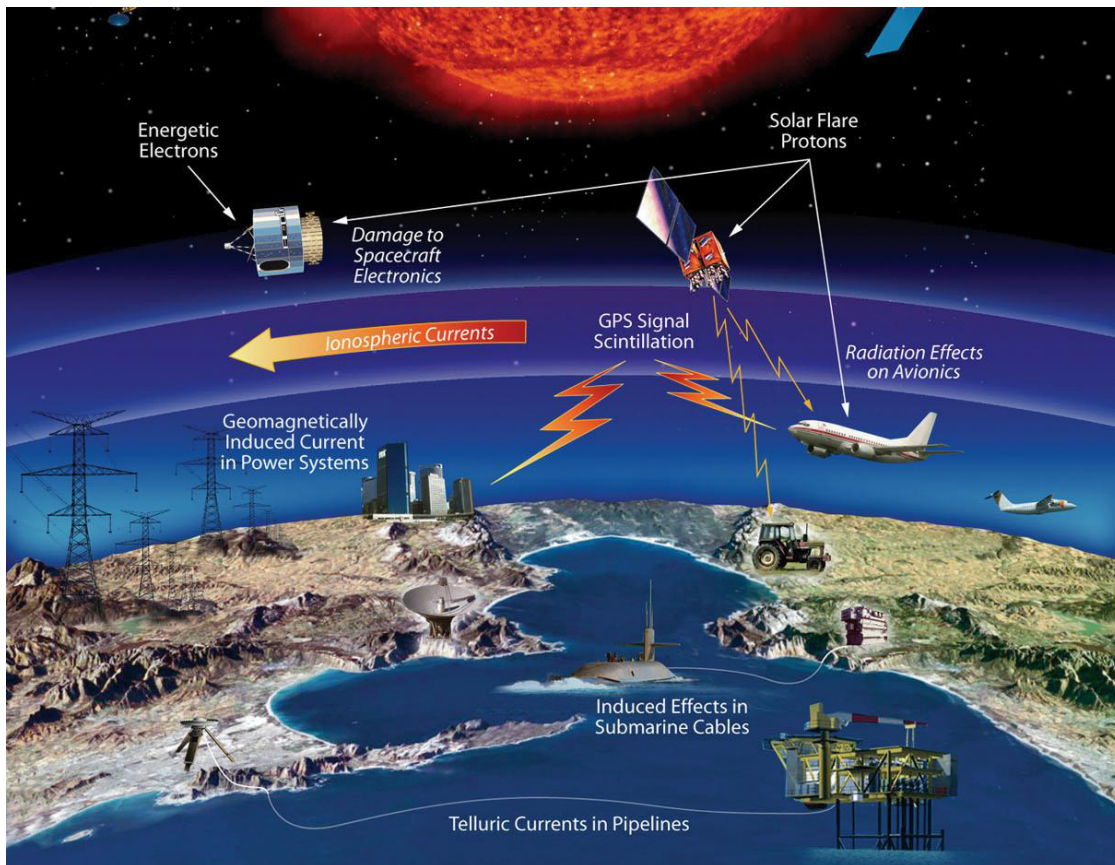 Energetic
Electrons
Solar Flare
Protons
Damage to
Spacecraft
Electronics
Ionospheric Currents
GPS Signal
Scintillation
Radiation Effects
on Avionics
Geomagnetically
Induced Current
in Power Systems
Induced Effects in
Submarine Cables
Telluric Currents in Pipelines